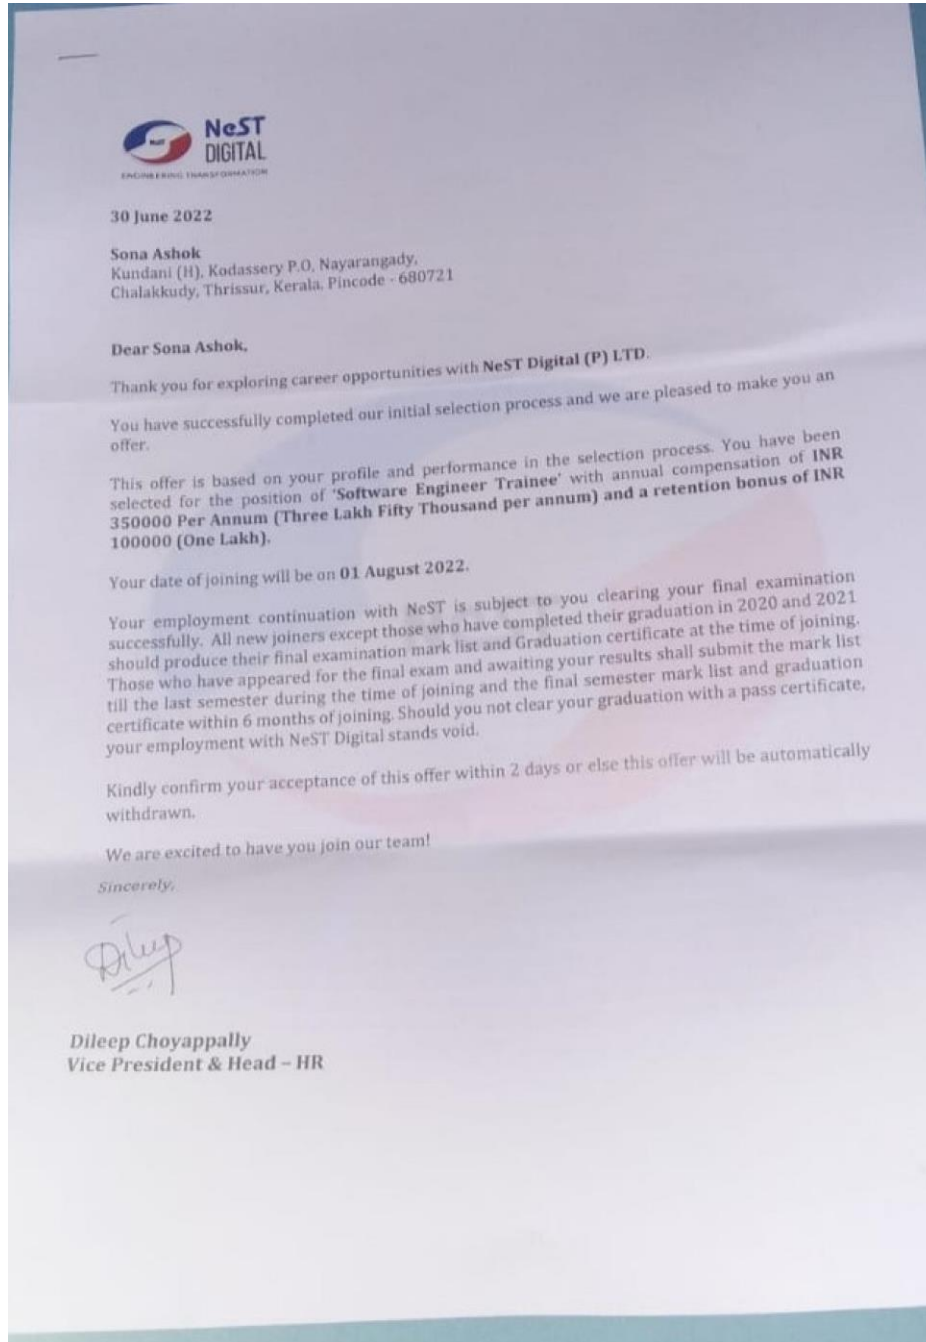 NeST
NeST
DIGITAL
ENGINEERING TRANSFORMATION
30 June 2022
Sona Ashok
Kundani (H), Kodassery P.O, Nayarangady,
Chalakkudy, Thrissur, Kerala, Pincode - 680721
Dear Sona Ashok,
Thank you for exploring career opportunities with NeST Digital (P) LTD.
You have successfully completed our initial selection process and we are pleased to make you an
offer.
This offer is based on your profile and performance in the selection process. You have been
selected for the position of 'Software Engineer Trainee' with annual compensation of INR
350000 Per Annum (Three Lakh Fifty Thousand per annum) and a retention bonus of INR
100000 (One Lakh).
Your date of joining will be on 01 August 2022.
Your employment continuation with NeST is subject to you clearing your final examination
successfully. All new joiners except those who have completed their graduation in 2020 and 2021
should produce their final examination mark list and Graduation certificate at the time of joining.
Those who have appeared for the final exam and awaiting your results shall submit the mark list
till the last semester during the time of joining and the final semester mark list and graduation
certificate within 6 months of joining. Should you not clear your graduation with a pass certificate,
your employment with NeST Digital stands void.
Kindly confirm your acceptance of this offer within 2 days or else this offer will be automatically
withdrawn.
We are excited to have you join our team!
Sincerely,
Dileep
Dileep Choyappally
Vice President & Head – HR